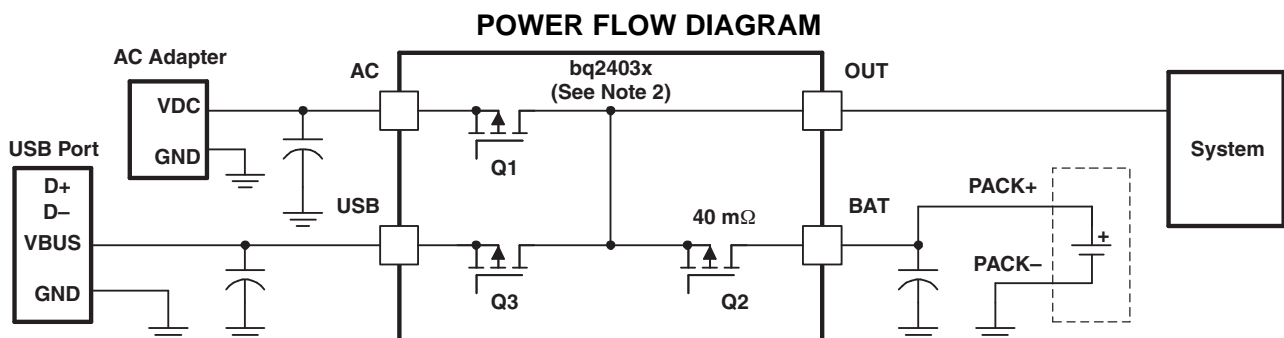 POWER FLOW DIAGRAM
AC Adapter
AC
bq2403x
(See Note 2)
OUT
VDC
GND
Q1
System
USB Port
D+
D–
VBUS
GND
USB
Q3
40 mΩ
Q2
BAT
PACK+
+
PACK–